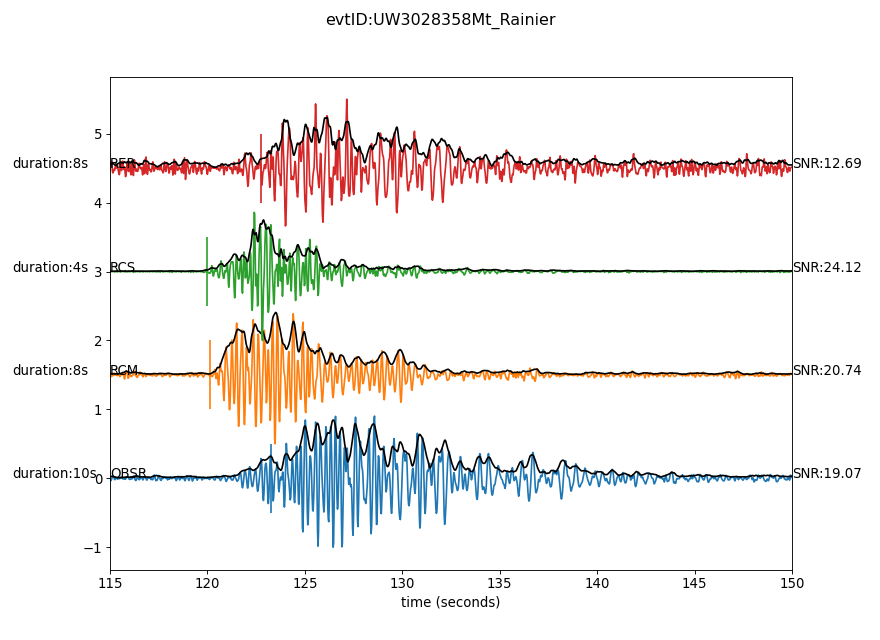 evtID:UW3028358Mt_Rainier
5
duration:8s RER SNR:12.69
4
duration:4s 3 RCS SNR:24.12
2
duration:8s RCM SNR:20.74
1
duration:10s 0 OBSR SNR:19.07
−1
115 120 125 130 135 140 145 150
time (seconds)